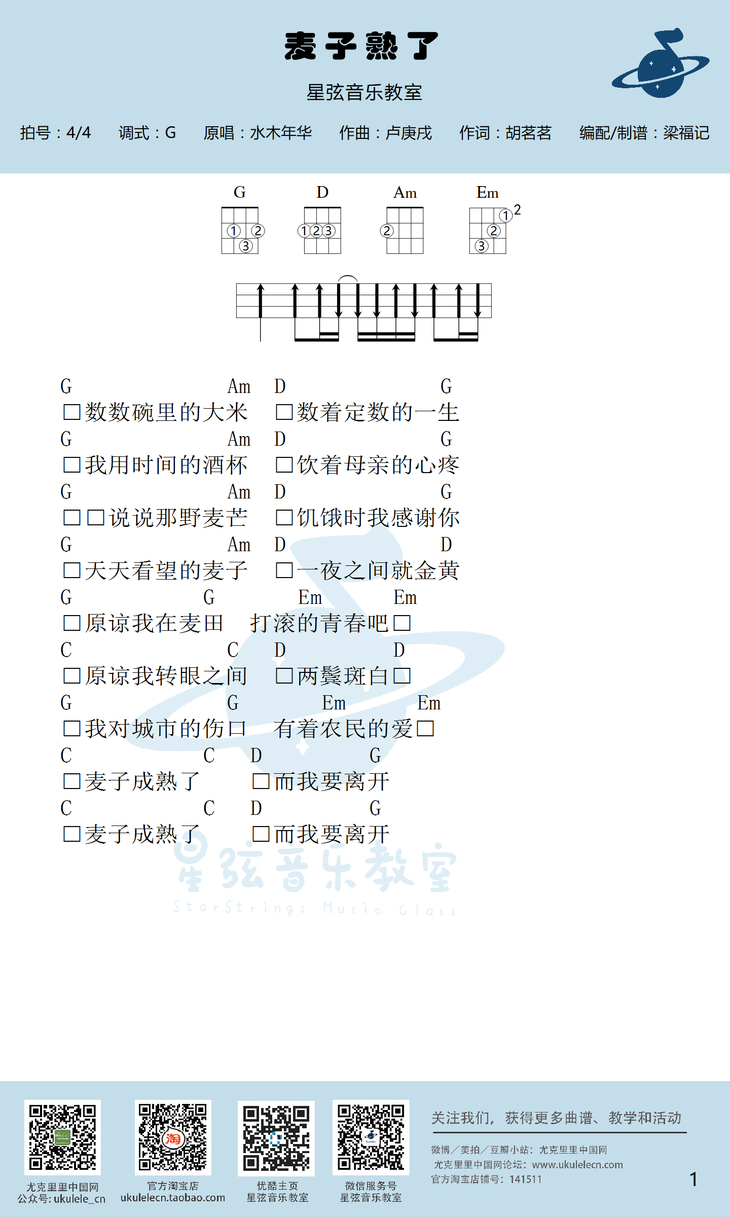 麦子熟了
星弦音乐教室
拍号：4/4 调式：G 原唱：水木年华 作曲：卢庚戌 作词：胡茗茗 编配/制谱：梁福记
G D Am Em
1 2 3 1 2 3 2 1 2 2 3
G Am D G
□数数碗里的大米 □数着定数的一生
G Am D G
□我用时间的酒杯 □饮着母亲的心疼
G Am D G
□□说说那野麦芒 □饥饿时我感谢你
G Am D D
□天天看望的麦子 □一夜之间就金黄
G G Em Em
□原谅我在麦田 打滚的青春吧□
C C D D
□原谅我转眼之间 □两鬓斑白□
G G Em Em
□我对城市的伤口 有着农民的爱□
C C D G
□麦子成熟了 □而我要离开
C C D G
□麦子成熟了 □而我要离开
星弦音乐教室
StarStrings Music Class
淘
关注我们，获得更多曲谱、教学和活动
微博／美拍／豆瓣小站：尤克里里中国网
尤克里里中国网论坛：www.ukulelecn.com
官方淘宝店铺号：141511
尤克里里中国网 官方淘宝店 优酷主页 微信服务号
公众号: ukulele_cn ukulelecn.taobao.com 星弦音乐教室 星弦音乐教室
1